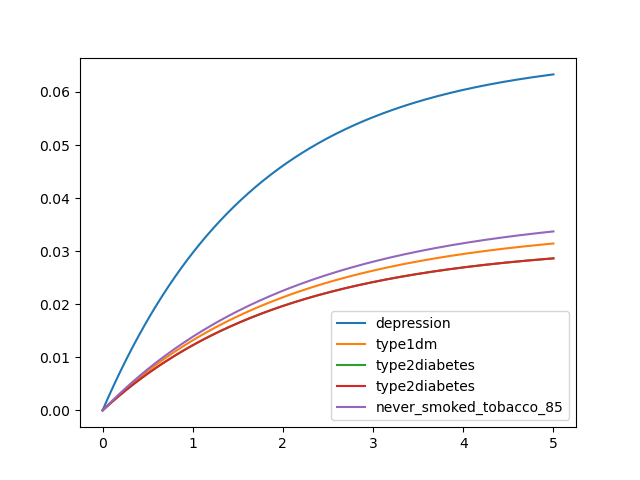 0.06
0.05
0.04
0.03
0.02
0.01
0.00
depression
type1dm
type2diabetes
type2diabetes
never_smoked_tobacco_85
0 1 2 3 4 5